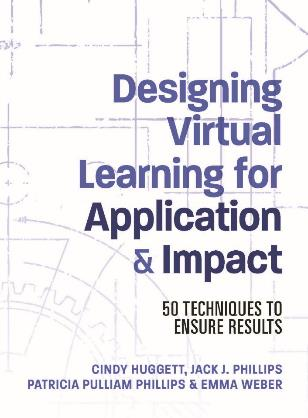 Designing
Virtual
Learning for
Application
& Impact
50 TECHNIQUES TO
ENSURE RESULTS
CINDY HUGGETT, JACK J. PHILLIPS
PATRICIA PULLIAM PHILLIPS & EMMA WEBER